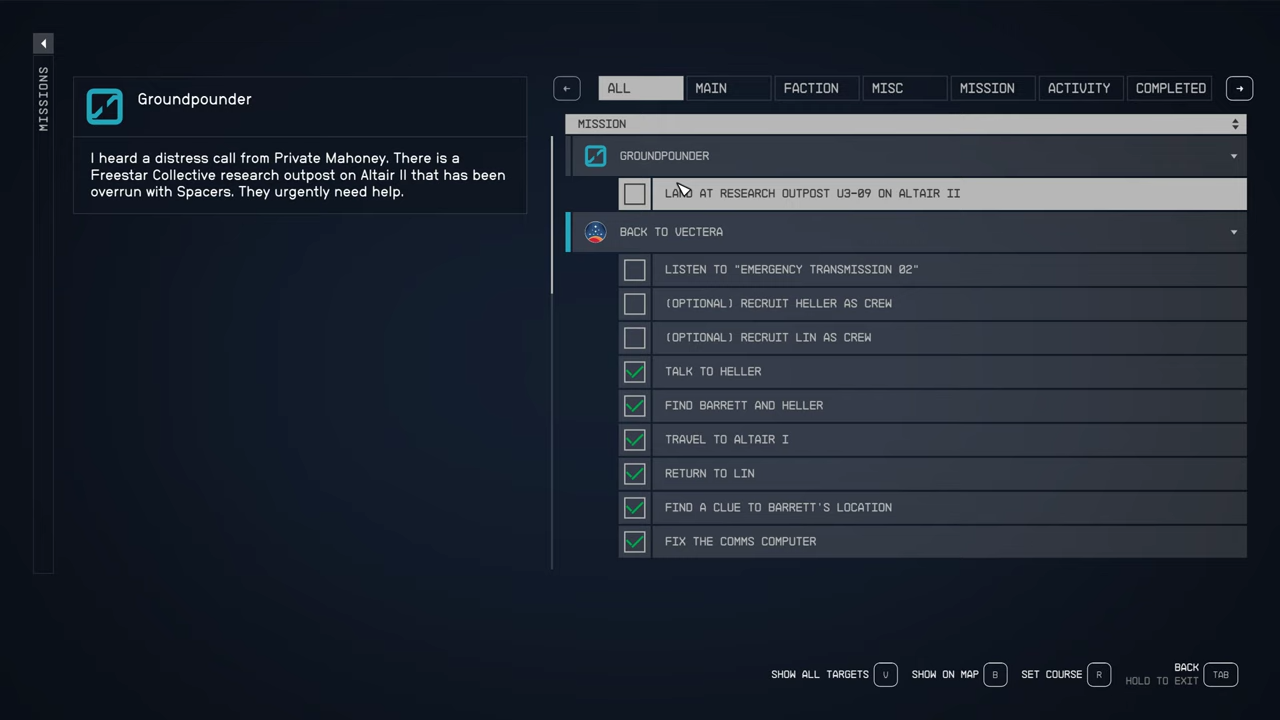 MISSIONS
Groundpounder
I heard a distress call from Private Mahoney. There is a
Freestar Collective research outpost on Altair II that has been
overrun with Spacers. They urgently need help.
ALL
MAIN
FACTION
MISC
MISSION
ACTIVITY
COMPLETED
MISSION
GROUNDPOUNDER
LAND AT RESEARCH OUTPOST U3-09 ON ALTAIR II
BACK TO VECTERA
LISTEN TO "EMERGENCY TRANSMISSION 02"
(OPTIONAL) RECRUIT HELLER AS CREW
(OPTIONAL) RECRUIT LIN AS CREW
TALK TO HELLER
FIND BARRETT AND HELLER
TRAVEL TO ALTAIR I
RETURN TO LIN
FIND A CLUE TO BARRETT'S LOCATION
FIX THE COMMS COMPUTER
SHOW ALL TARGETS V
SHOW ON MAP B
SET COURSE R
BACK
HOLD TO EXIT
TAB